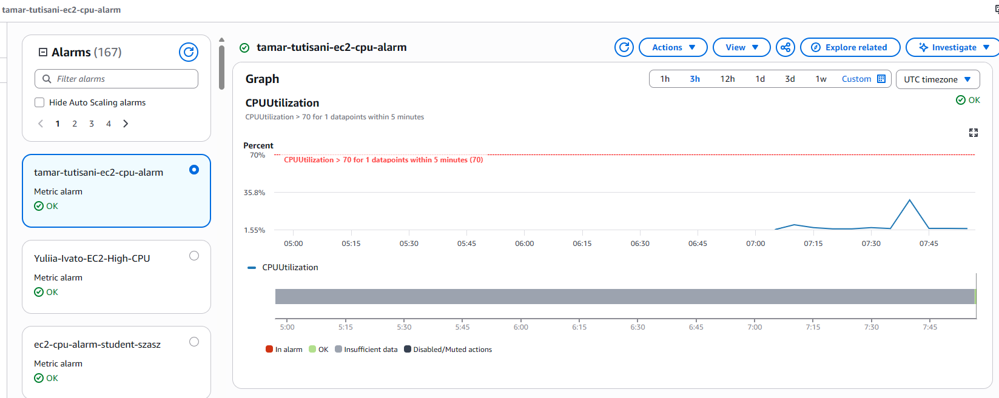 tamar-tutisani-ec2-cpu-alarm
Alarms (167)
Filter alarms
Hide Auto Scaling alarms
1 2 3 4
tamar-tutisani-ec2-cpu-alarm
Metric alarm
OK
Yuliia-Ivato-EC2-High-CPU
Metric alarm
OK
ec2-cpu-alarm-student-szasz
Metric alarm
OK
tamar-tutisani-ec2-cpu-alarm
Actions View Explore related Investigate
Graph
1h 3h 12h 1d 3d 1w Custom UTC timezone
CPUUtilization
OK
CPUUtilization > 70 for 1 datapoints within 5 minutes
Percent
70%
CPUUtilization > 70 for 1 datapoints within 5 minutes (70)
35.8%
1.55%
05:00 05:15 05:30 05:45 06:00 06:15 06:30 06:45 07:00 07:15 07:30 07:45
CPUUtilization
5:00 5:15 5:30 5:45 6:00 6:15 6:30 6:45 7:00 7:15 7:30 7:45
In alarm OK Insufficient data Disabled/Muted actions